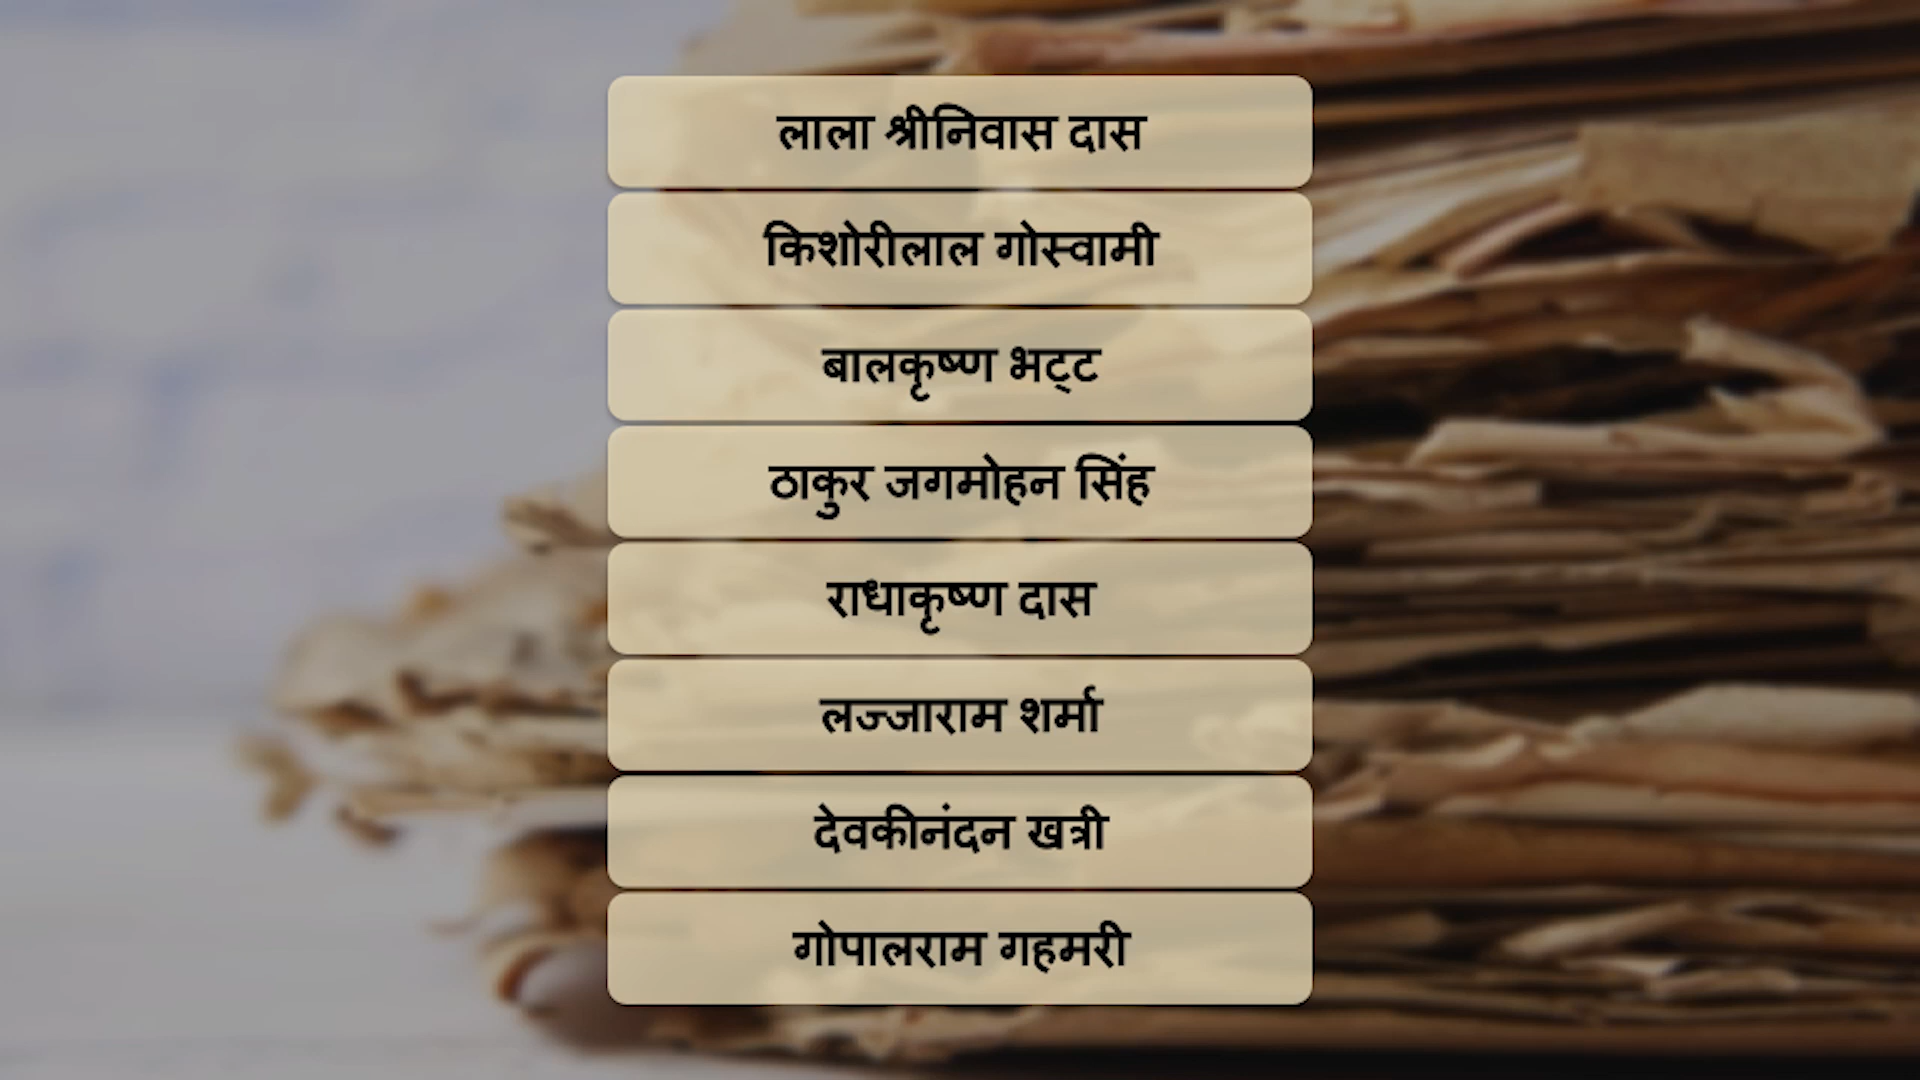 लाला श्रीनिवास दास
किशोरीलाल गोस्वामी
बालकृष्ण भट्ट
ठाकुर जगमोहन सिंह
राधाकृष्ण दास
लज्जाराम शर्मा
देवकीनंदन खत्री
गोपालराम गहमरी